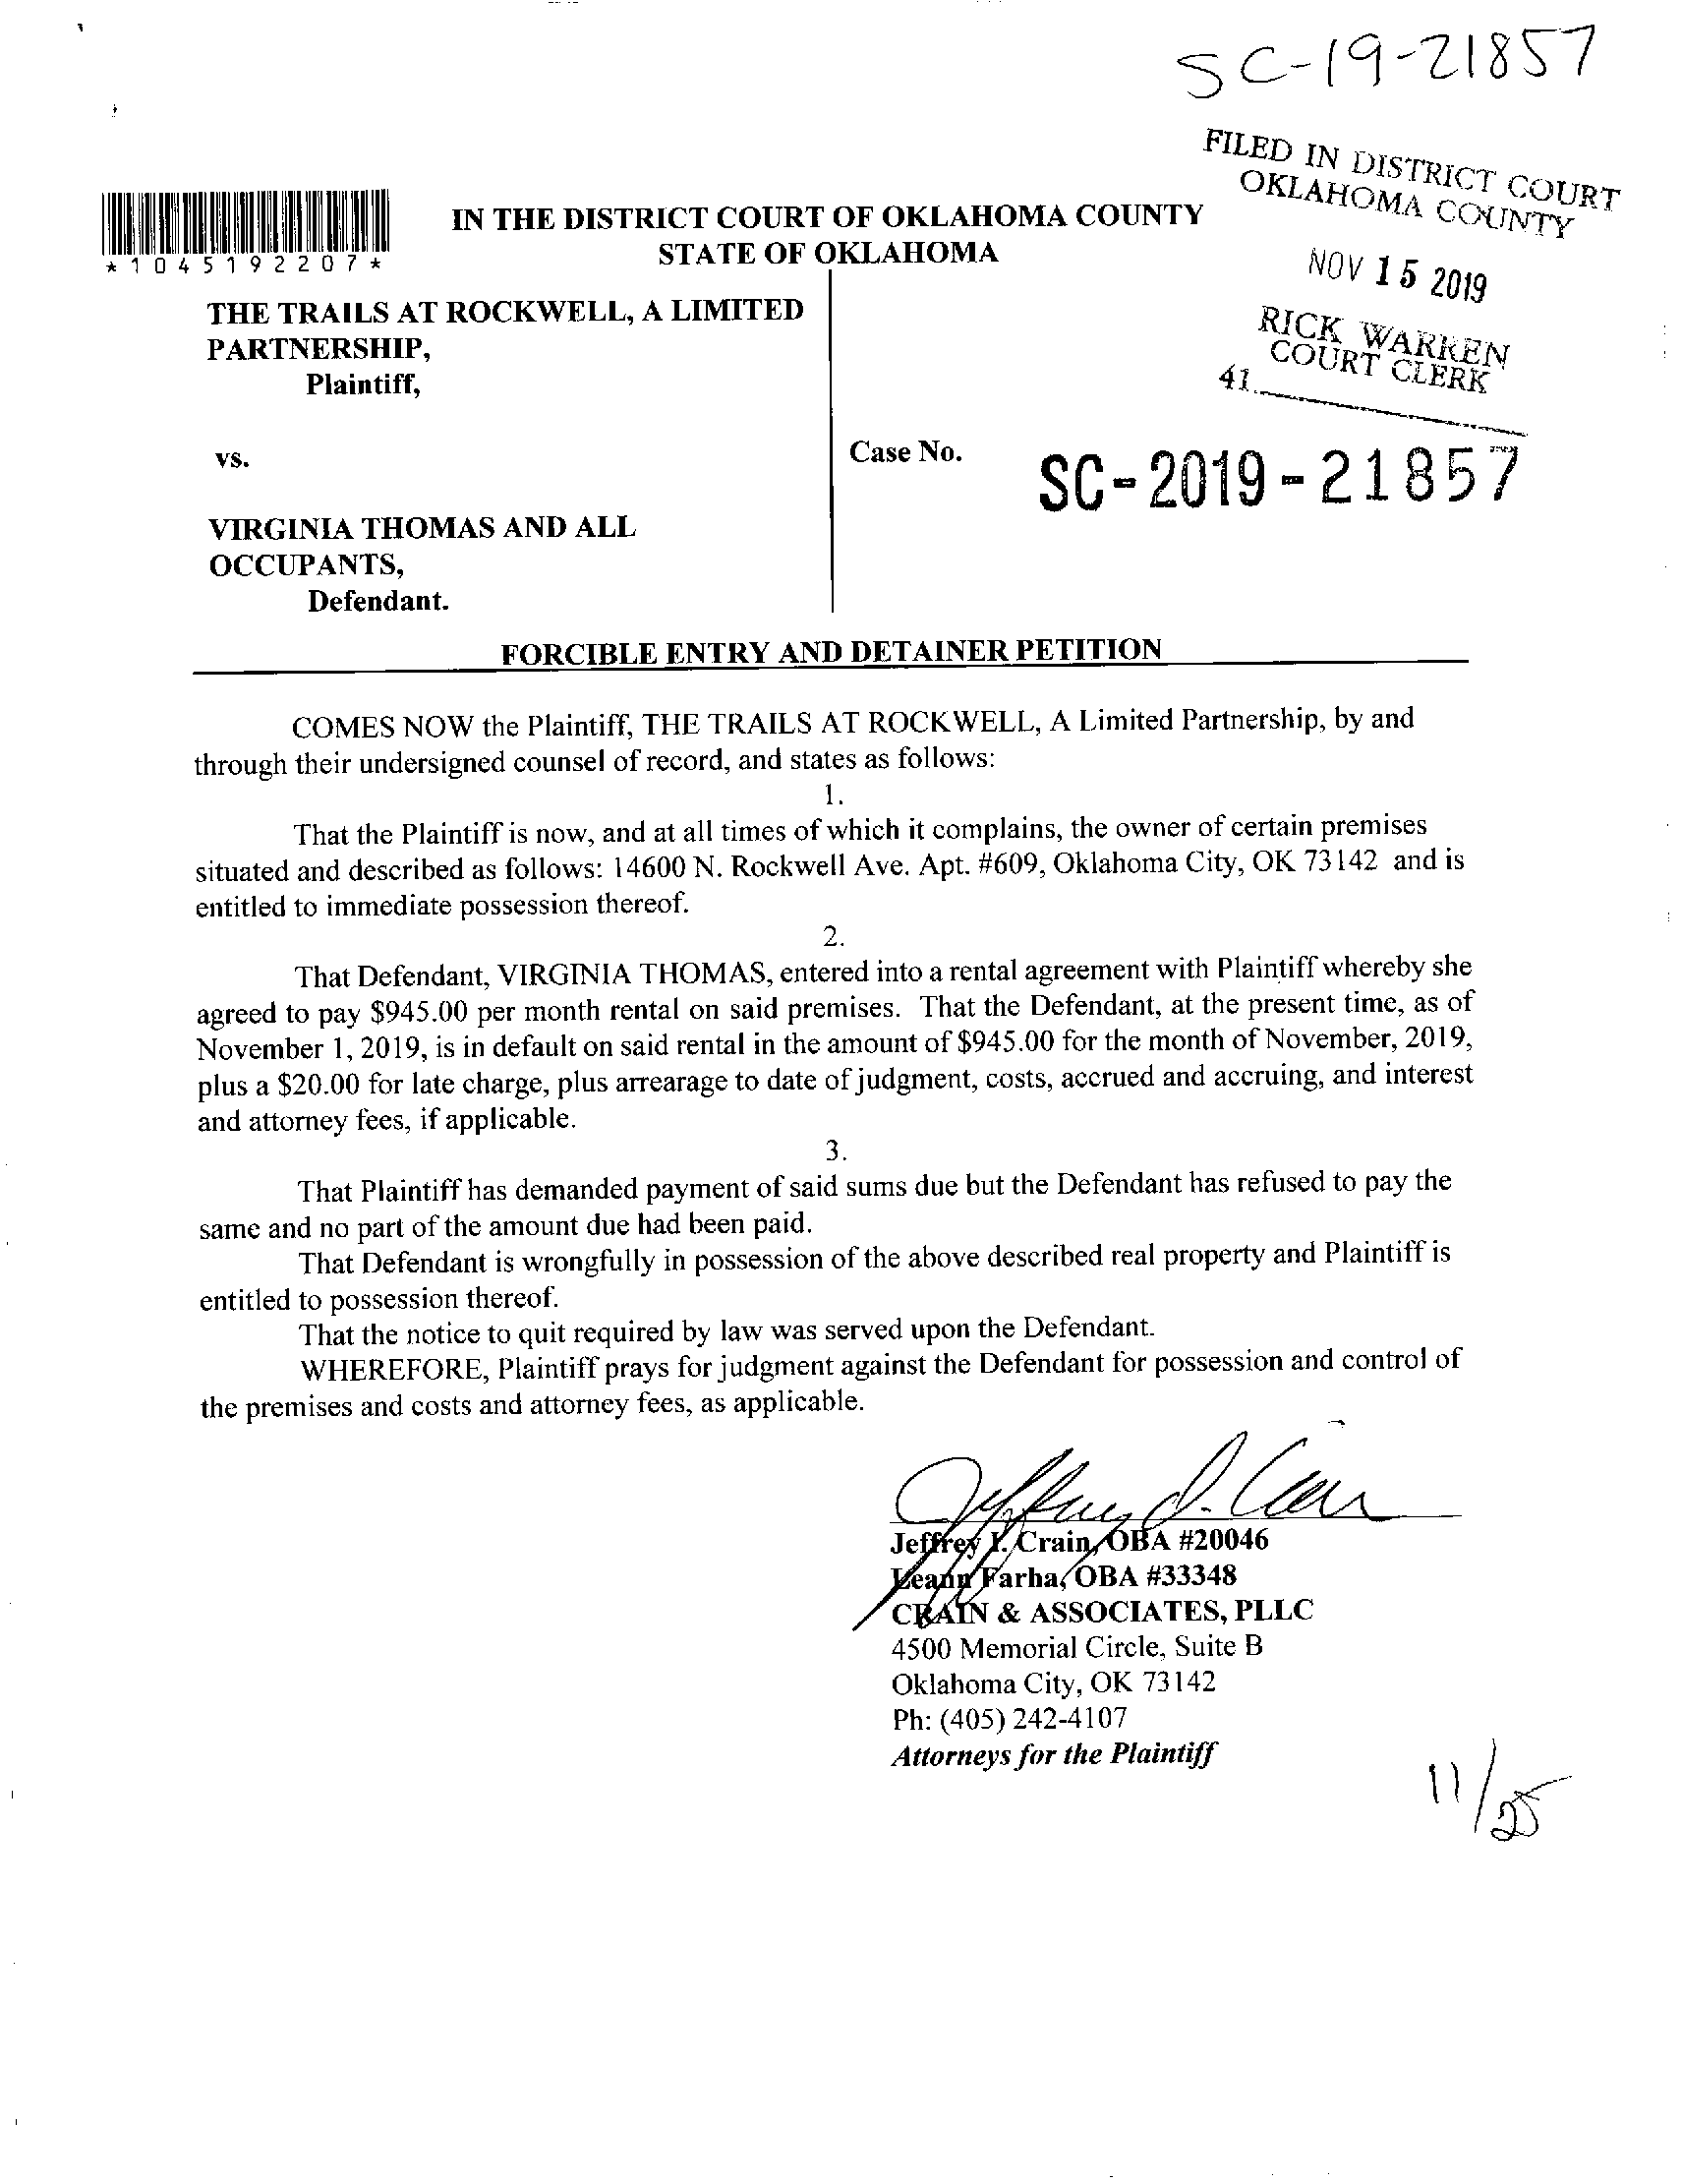 SC-19-21857
FILED IN DISTRICT COURT
OKLAHOMA COUNTY
NOV 15 2019
RICK WARREN
COURT CLERK
41
*1045192207*
IN THE DISTRICT COURT OF OKLAHOMA COUNTY
STATE OF OKLAHOMA
THE TRAILS AT ROCKWELL, A LIMITED
PARTNERSHIP,
Plaintiff,
vs.
Case No.
SC-2019-21857
VIRGINIA THOMAS AND ALL
OCCUPANTS,
Defendant.
FORCIBLE ENTRY AND DETAINER PETITION
COMES NOW the Plaintiff, THE TRAILS AT ROCKWELL, A Limited Partnership, by and
through their undersigned counsel of record, and states as follows:
1.
That the Plaintiff is now, and at all times of which it complains, the owner of certain premises
situated and described as follows: 14600 N. Rockwell Ave. Apt. #609, Oklahoma City, OK 73142 and is
entitled to immediate possession thereof.
2.
That Defendant, VIRGINIA THOMAS, entered into a rental agreement with Plaintiff whereby she
agreed to pay $945.00 per month rental on said premises. That the Defendant, at the present time, as of
November 1, 2019, is in default on said rental in the amount of $945.00 for the month of November, 2019,
plus a $20.00 for late charge, plus arrearage to date of judgment, costs, accrued and accruing, and interest
and attorney fees, if applicable.
3.
That Plaintiff has demanded payment of said sums due but the Defendant has refused to pay the
same and no part of the amount due had been paid.
That Defendant is wrongfully in possession of the above described real property and Plaintiff is
entitled to possession thereof.
That the notice to quit required by law was served upon the Defendant.
WHEREFORE, Plaintiff prays for judgment against the Defendant for possession and control of
the premises and costs and attorney fees, as applicable.
Jeffrey I. Crain, OBA #20046
Leann Farha, OBA #33348
CRAIN & ASSOCIATES, PLLC
4500 Memorial Circle, Suite B
Oklahoma City, OK 73142
Ph: (405) 242-4107
Attorneys for the Plaintiff
11/25